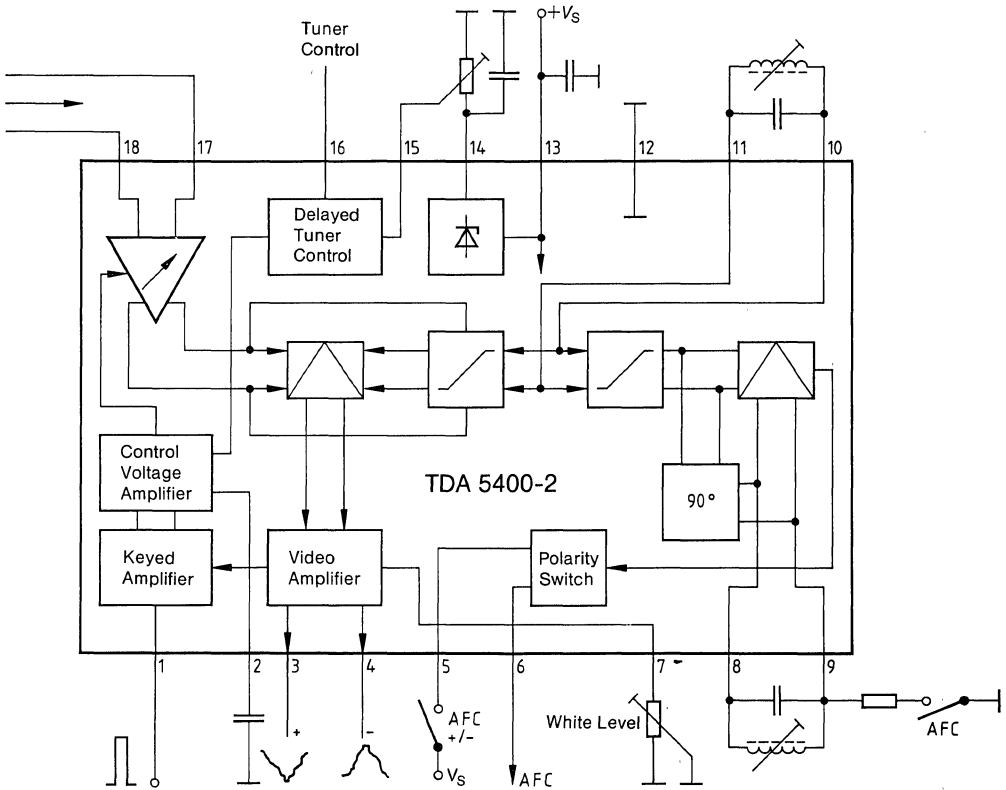 +VS
Tuner
Control
18
17
16
15
14
13
12
11
10
Delayed
Tuner
Control
Control
Voltage
Amplifier
TDA 5400-2
90°
Keyed
Amplifier
Video
Amplifier
Polarity
Switch
1
2
3
4
5
6
7
8
9
+
-
AFC
+/-
VS
AFC
White Level
AFC